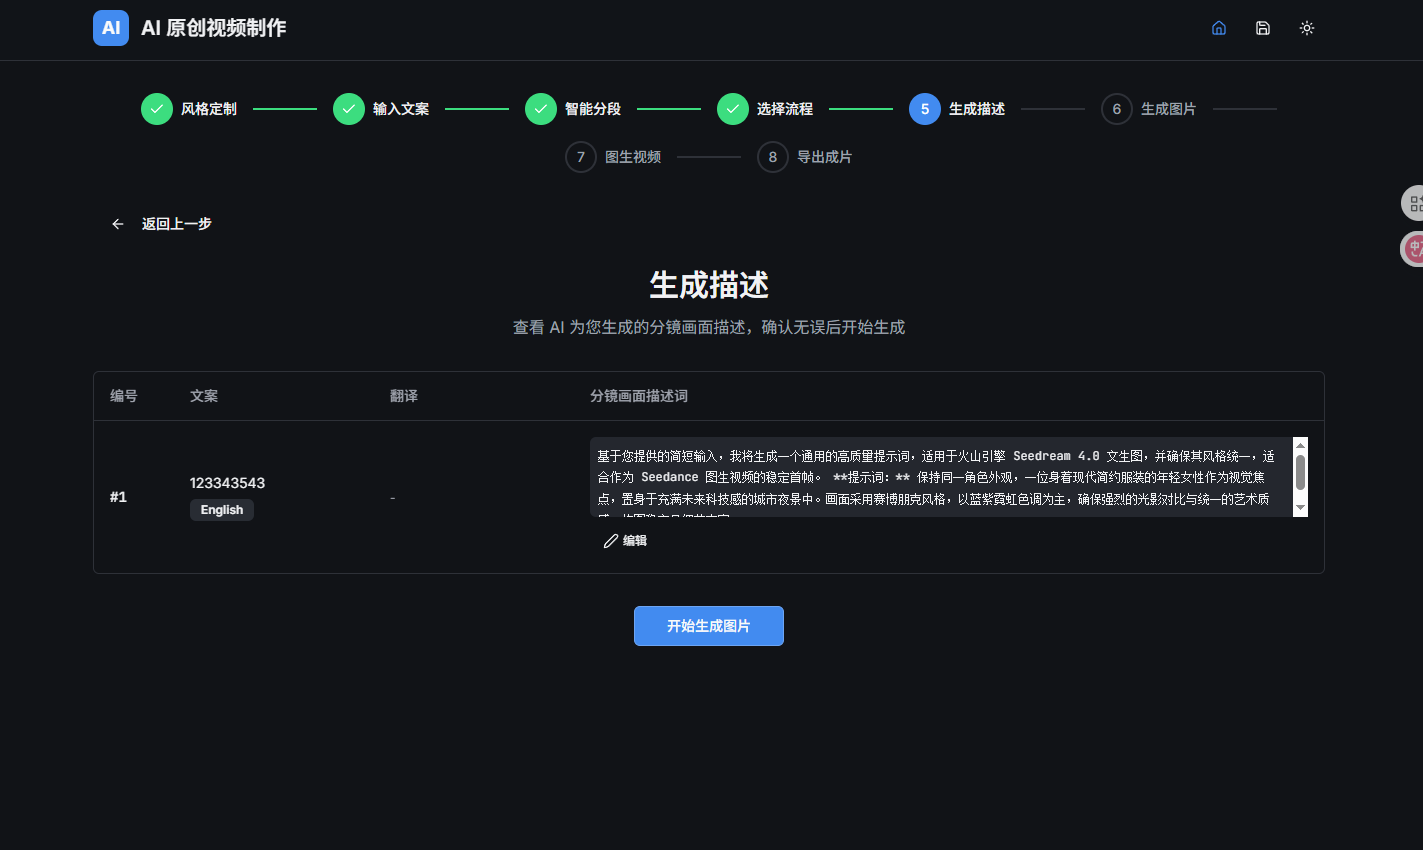 AI AI 原创视频制作
风格定制 输入文案 智能分段 选择流程 5 生成描述 6 生成图片
7 图生视频 8 导出成片
返回上一步
生成描述
查看 AI 为您生成的分镜画面描述，确认无误后开始生成
编号 文案 翻译 分镜画面描述词
#1 123343543 English -
基于您提供的简短输入，我将生成一个通用的高质量提示词，适用于火山引擎 Seedream 4.0 文生图，并确保其风格统一，适
合作为 Seedance 图生视频的稳定首帧。 **提示词：** 保持同一角色外观，一位身着现代简约服装的年轻女性作为视觉焦
点，置身于充满未来科技感的城市夜景中。画面采用赛博朋克风格，以蓝紫霓虹色调为主，确保强烈的光影对比与统一的艺术质
编辑
开始生成图片